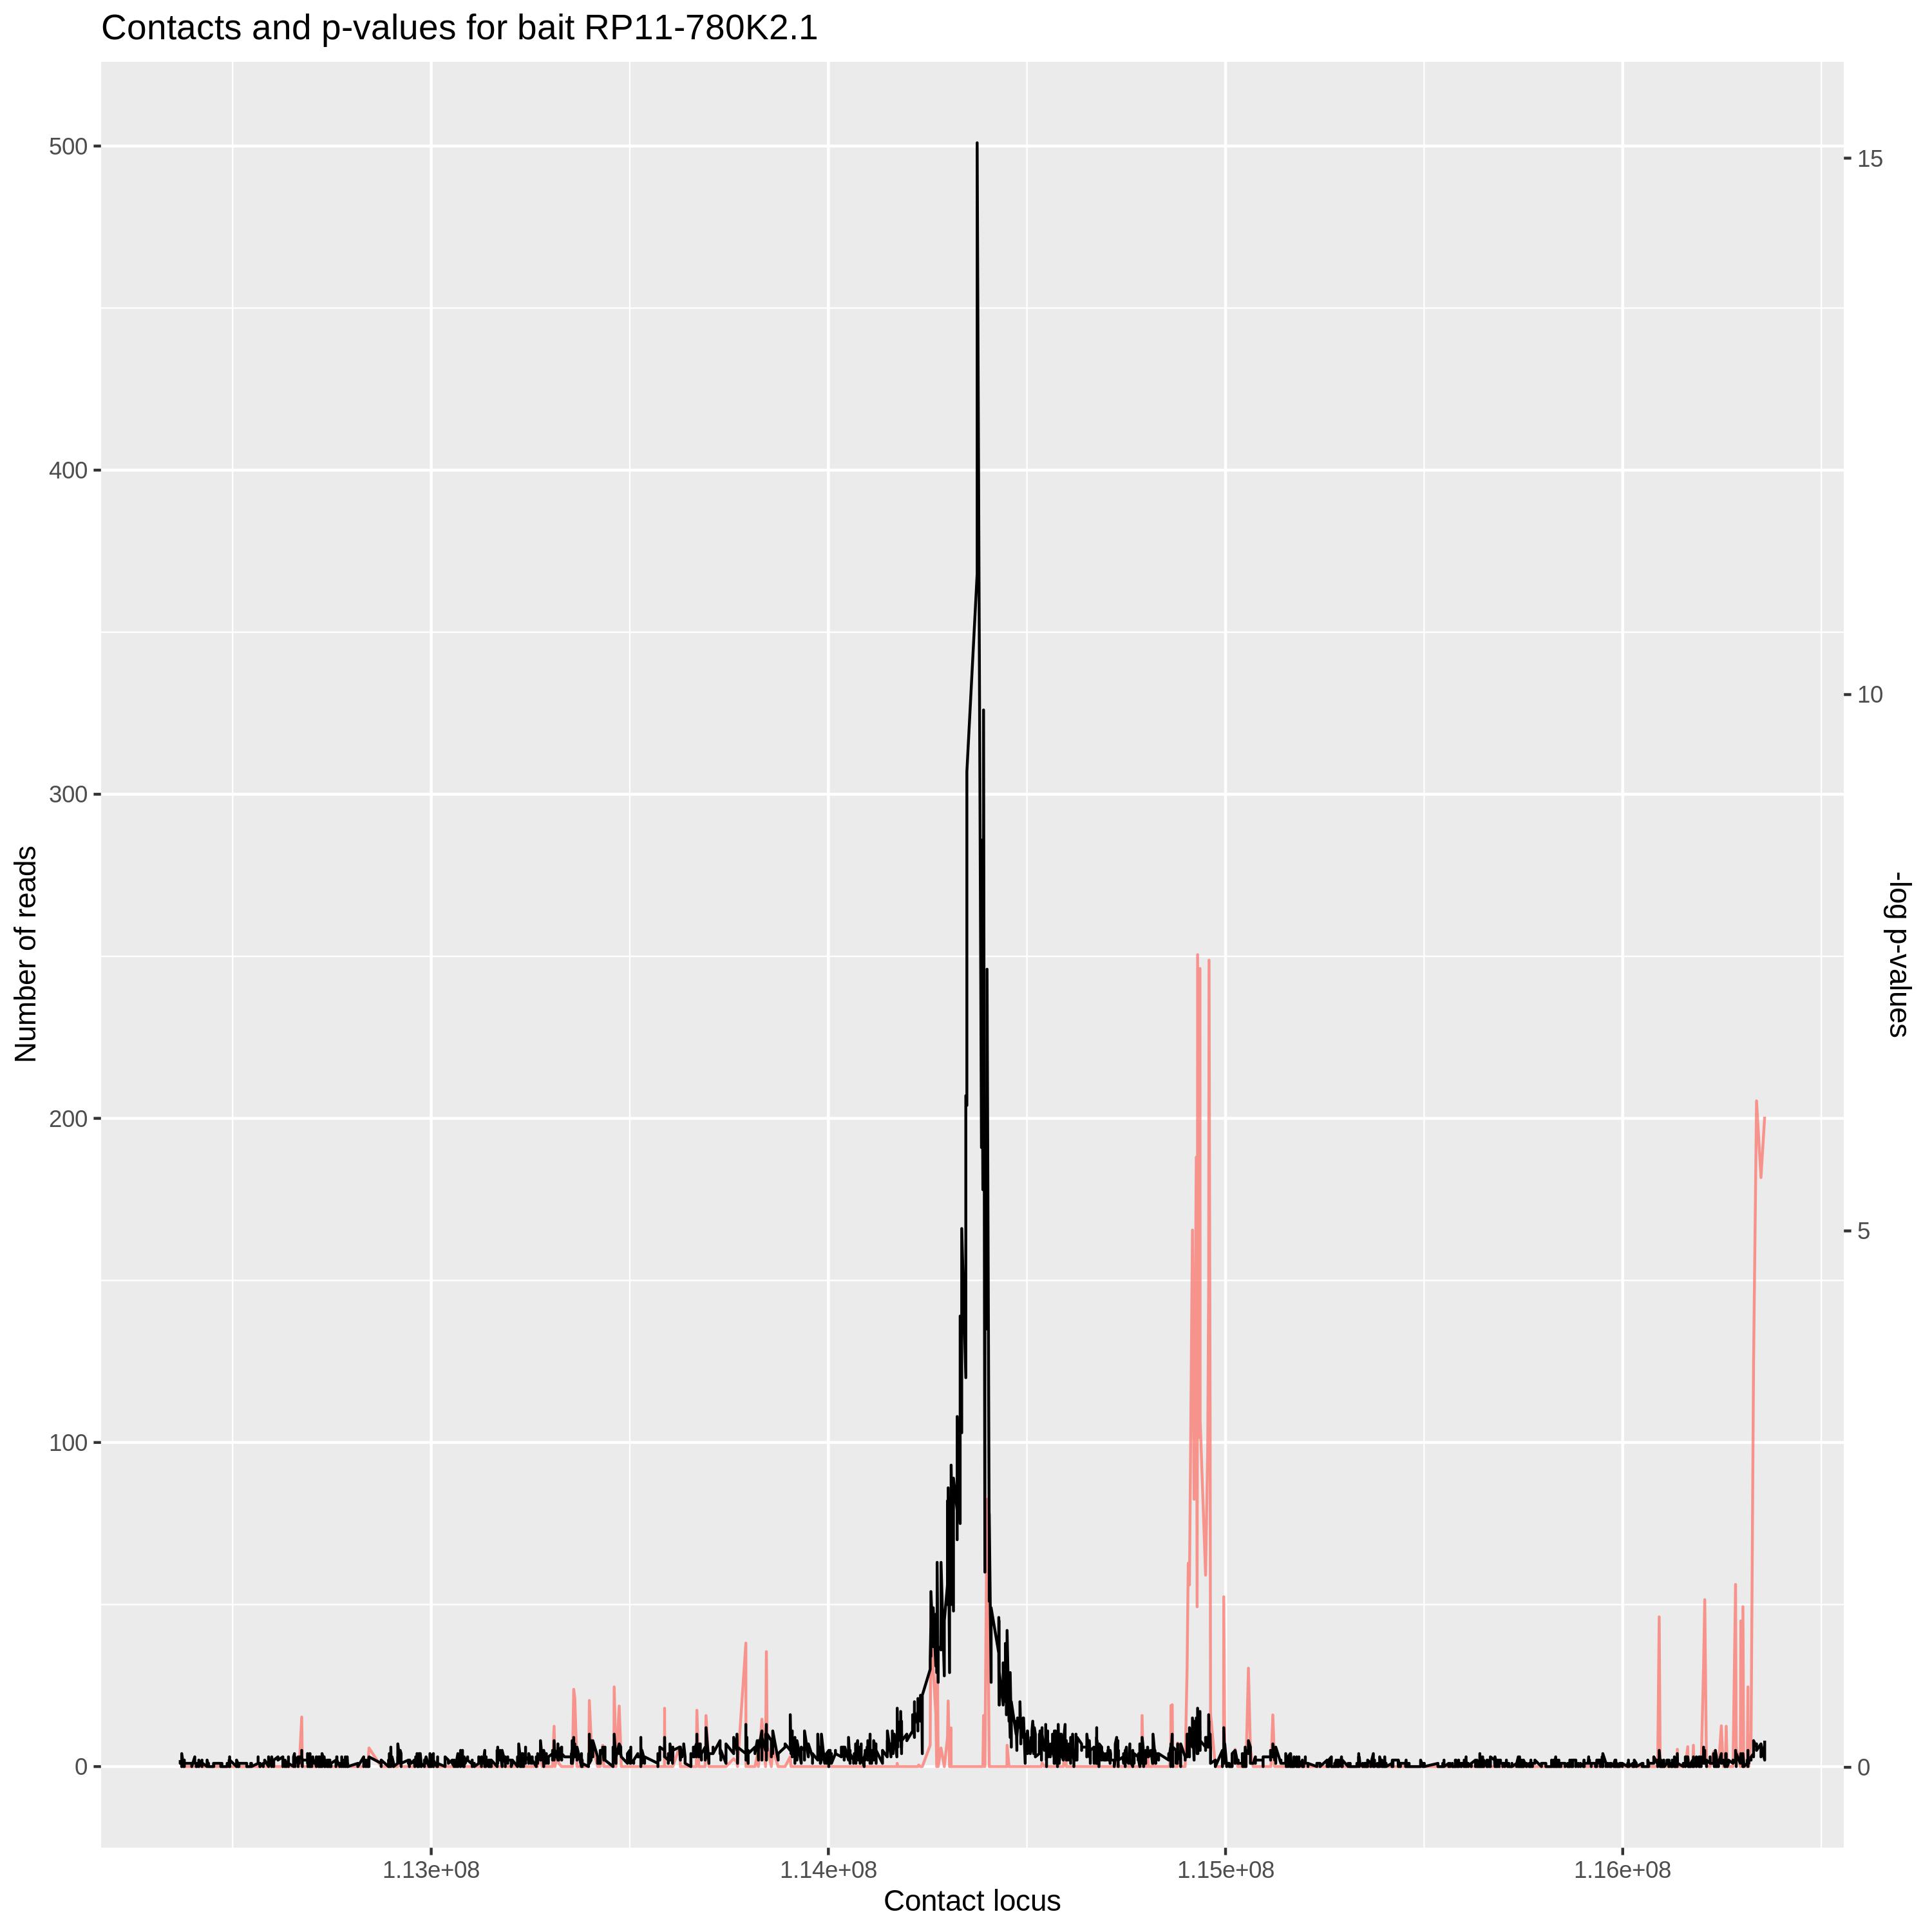 Contacts and p-values for bait RP11-780K2.1
500
400
300
200
100
0
Number of reads
15
10
5
0
-log p-values
1.13e+08
1.14e+08
1.15e+08
1.16e+08
Contact locus